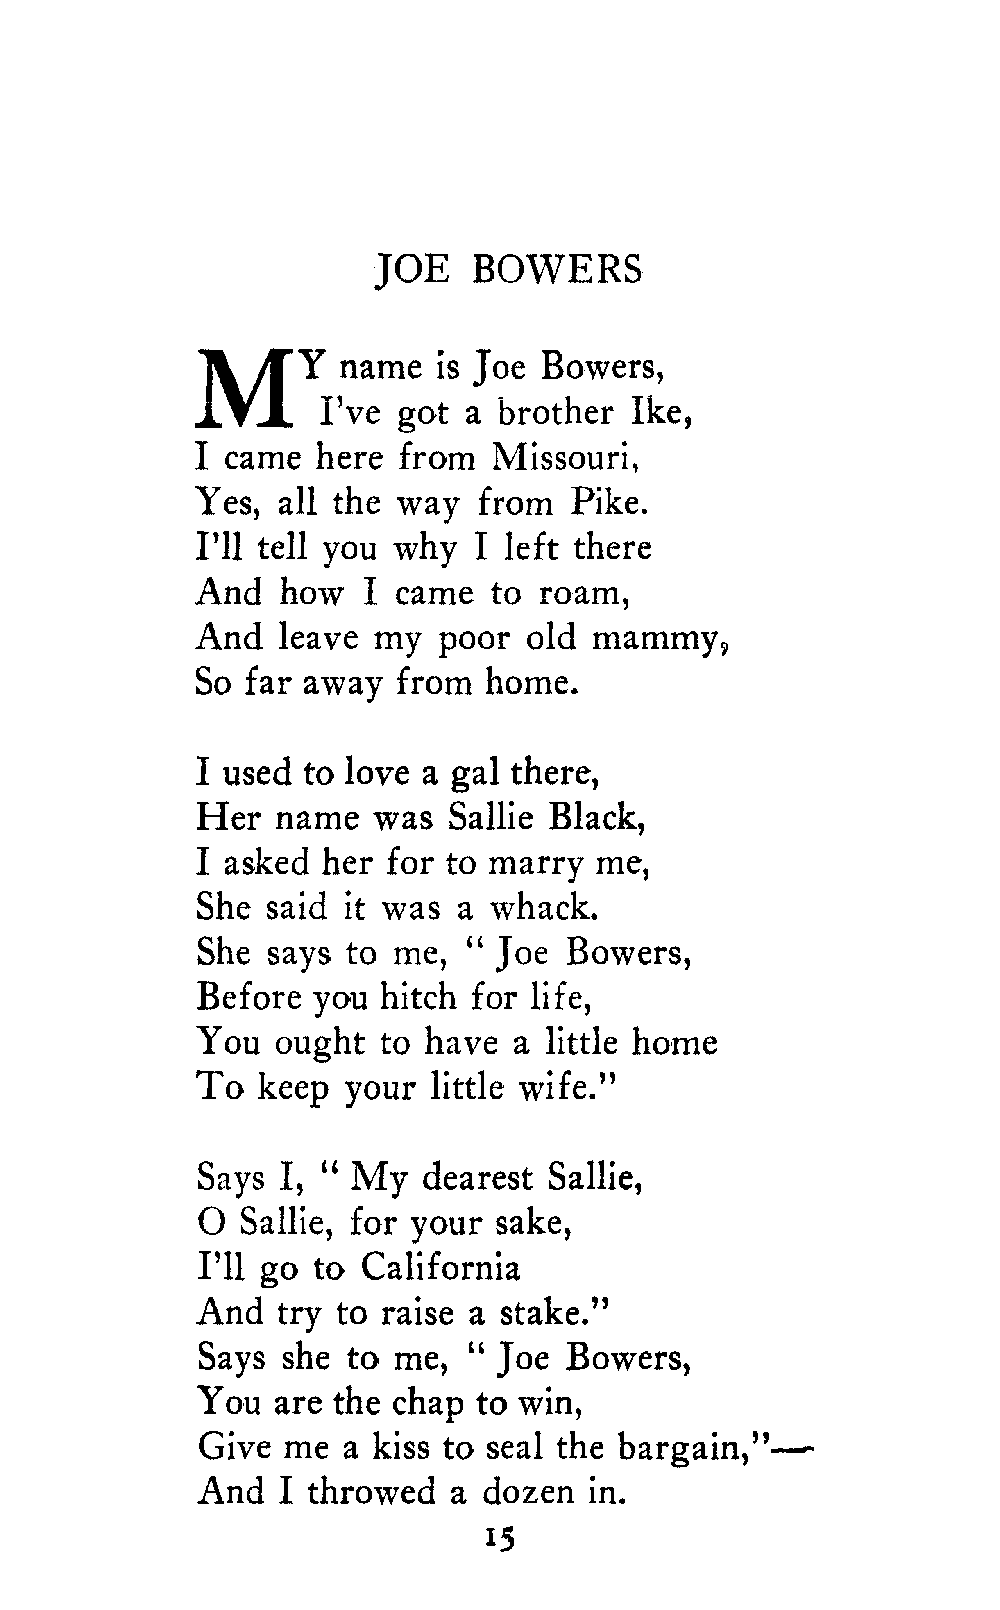 JOE BOWERS
MY name is Joe Bowers,
I've got a brother Ike,
I came here from Missouri,
Yes, all the way from Pike.
I'll tell you why I left there
And how I came to roam,
And leave my poor old mammy,
So far away from home.
I used to love a gal there,
Her name was Sallie Black,
I asked her for to marry me,
She said it was a whack.
She says to me, “ Joe Bowers,
Before you hitch for life,
You ought to have a little home
To keep your little wife.”
Says I, “ My dearest Sallie,
O Sallie, for your sake,
I'll go to California
And try to raise a stake.”
Says she to me, “ Joe Bowers,
You are the chap to win,
Give me a kiss to seal the bargain,”—
And I throwed a dozen in.
15